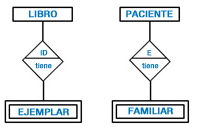 LIBRO
PACIENTE
ID
tiene
E
tiene
EJEMPLAR
FAMILIAR